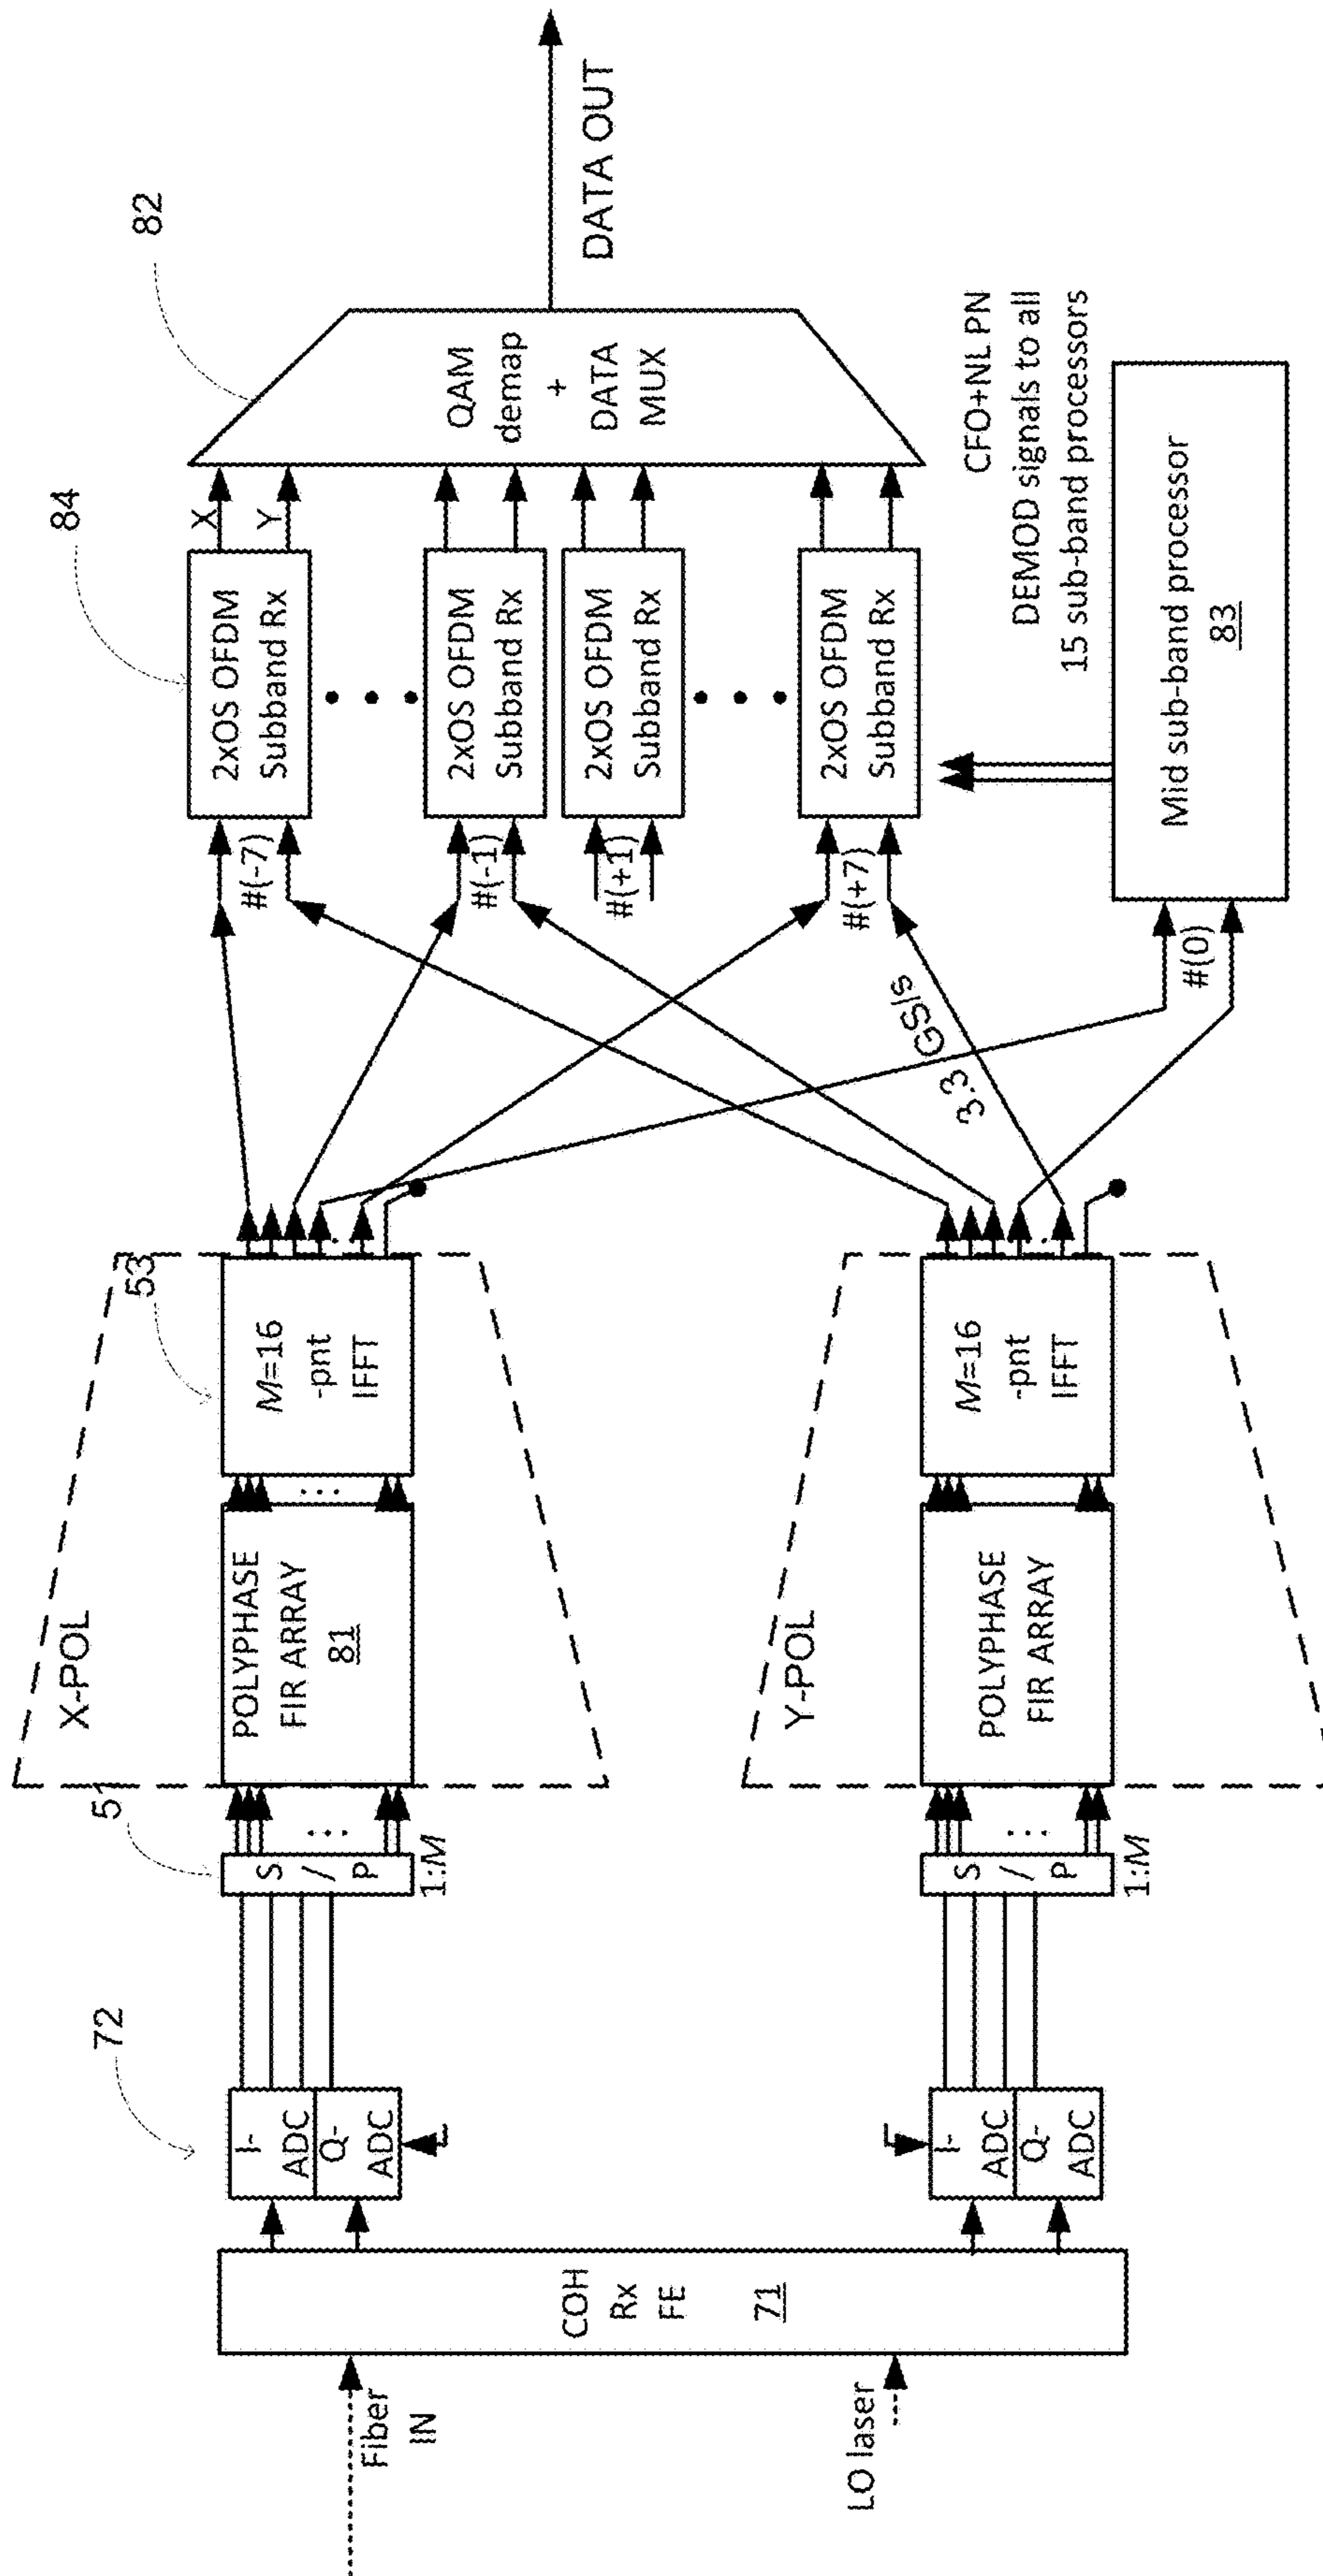 Fiber
IN
LO laser
COH
Rx
FE
71
72
I-
ADC
Q-
ADC
I-
ADC
Q-
ADC
51
S
/
P
1:M
S
/
P
1:M
X-POL
POLYPHASE
FIR ARRAY
81
53
M=16
-pnt
IFFT
Y-POL
POLYPHASE
FIR ARRAY
M=16
-pnt
IFFT
3.3 GS/s
#(-7)
#(-1)
#(+1)
#(+7)
#(0)
84
2xOS OFDM
Subband Rx
2xOS OFDM
Subband Rx
2xOS OFDM
Subband Rx
2xOS OFDM
Subband Rx
X
Y
82
QAM
demap
+
DATA
MUX
DATA OUT
CFO+NL PN
DEMOD signals to all
15 sub-band processors
Mid sub-band processor
83